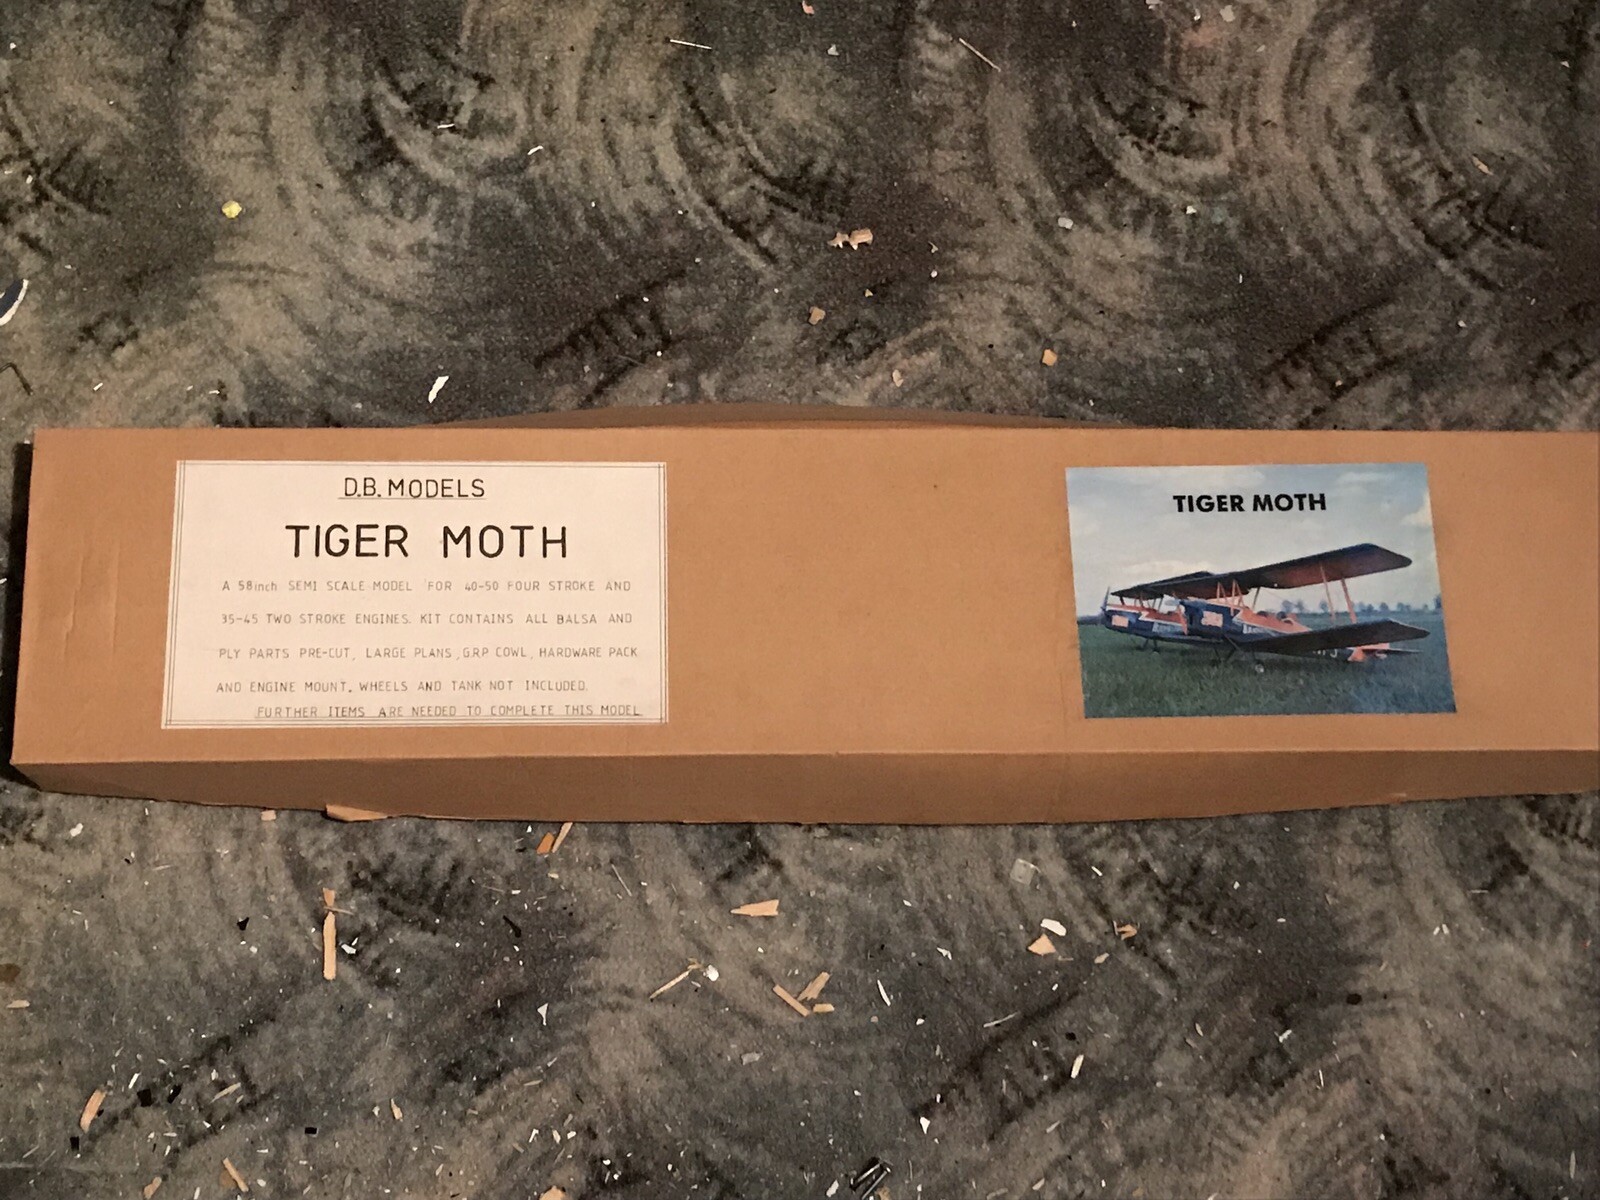 D.B. MODELS
TIGER MOTH
A 58inch SEMI SCALE MODEL FOR 40-50 FOUR STROKE AND
35-45 TWO STROKE ENGINES. KIT CONTAINS ALL BALSA AND
PLY PARTS PRE-CUT, LARGE PLANS, G.R.P COWL, HARDWARE PACK
AND ENGINE MOUNT. WHEELS AND TANK NOT INCLUDED.
FURTHER ITEMS ARE NEEDED TO COMPLETE THIS MODEL
TIGER MOTH